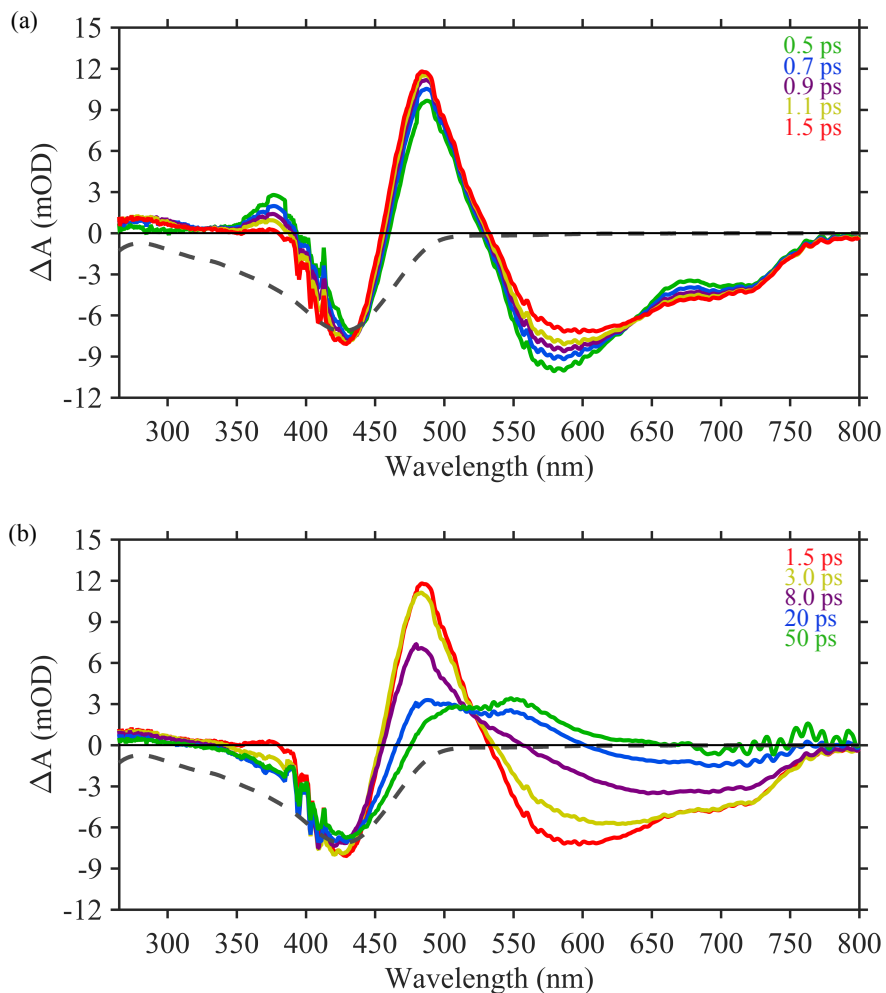 (a)
15
12
9
6
3
0
-3
-6
-9
-12
ΔA (mOD)
0.5 ps
0.7 ps
0.9 ps
1.1 ps
1.5 ps
300 350 400 450 500 550 600 650 700 750 800
Wavelength (nm)
(b)
15
12
9
6
3
0
-3
-6
-9
-12
ΔA (mOD)
1.5 ps
3.0 ps
8.0 ps
20 ps
50 ps
300 350 400 450 500 550 600 650 700 750 800
Wavelength (nm)